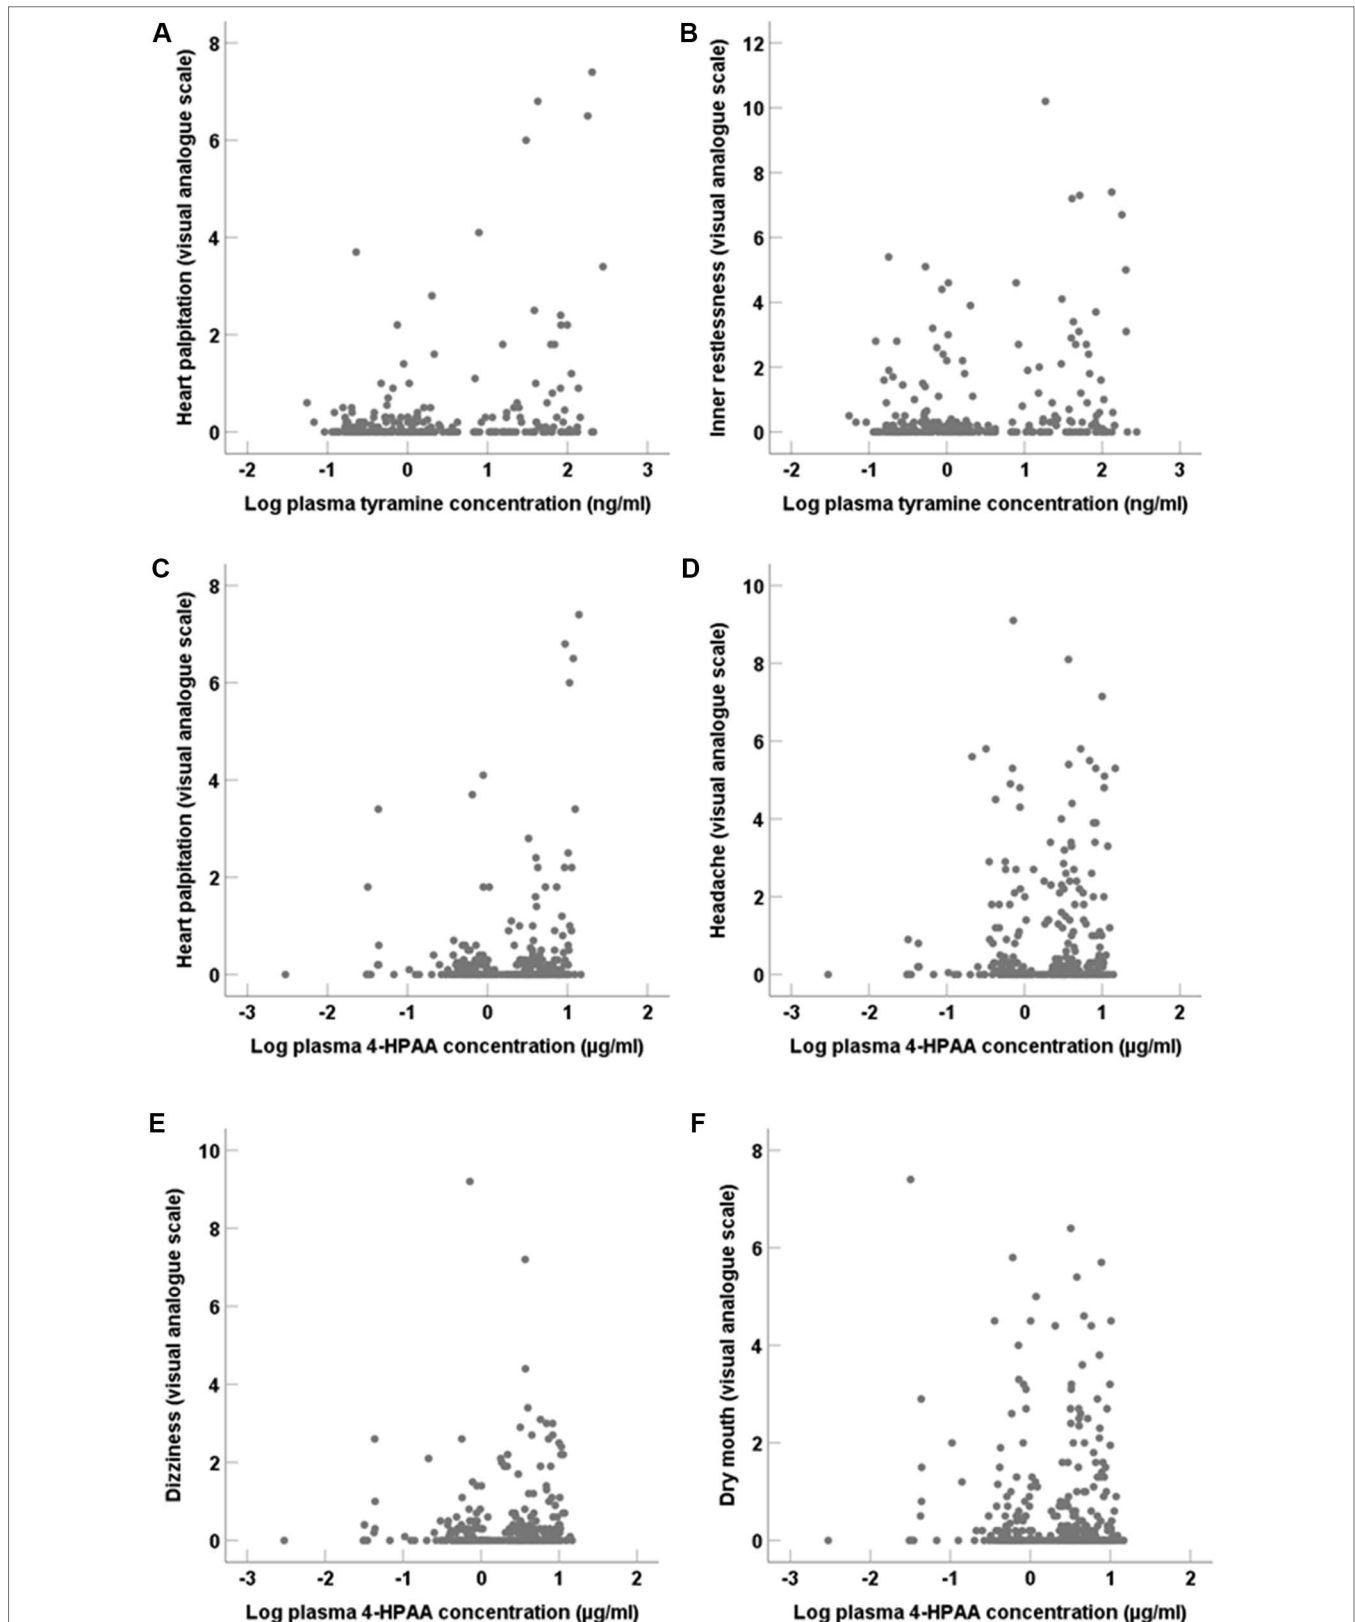 A
Heart palpitation (visual analogue scale)
8
6
4
2
0
-2 -1 0 1 2 3
Log plasma tyramine concentration (ng/ml)
B
Inner restlessness (visual analogue scale)
12
10
8
6
4
2
0
-2 -1 0 1 2 3
Log plasma tyramine concentration (ng/ml)
C
Heart palpitation (visual analogue scale)
8
6
4
2
0
-3 -2 -1 0 1 2
Log plasma 4-HPAA concentration (µg/ml)
D
Headache (visual analogue scale)
10
8
6
4
2
0
-3 -2 -1 0 1 2
Log plasma 4-HPAA concentration (µg/ml)
E
Dizziness (visual analogue scale)
10
8
6
4
2
0
-3 -2 -1 0 1 2
Log plasma 4-HPAA concentration (µg/ml)
F
Dry mouth (visual analogue scale)
8
6
4
2
0
-3 -2 -1 0 1 2
Log plasma 4-HPAA concentration (µg/ml)